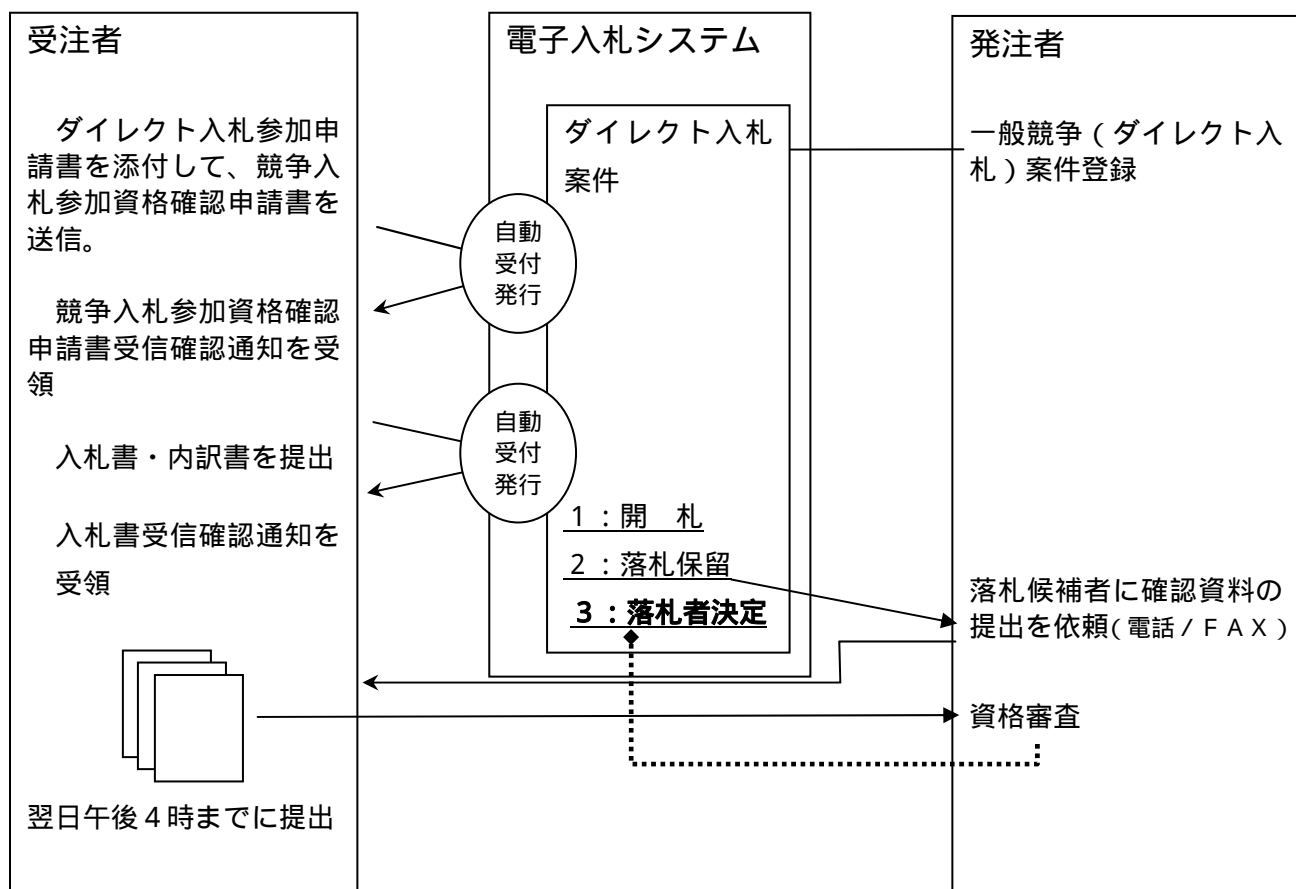 受注者
ダイレクト入札参加申
請書を添付して、競争入
札参加資格確認申請書を
送信。
競争入札参加資格確認
申請書受信確認通知を受
領
入札書・内訳書を提出
入札書受信確認通知を
受領
翌日午後４時までに提出
電子入札システム
ダイレクト入札
案件
自動
受付
発行
自動
受付
発行
１：開　札
２：落札保留
３：落札者決定
発注者
一般競争（ダイレクト入
札）案件登録
落札候補者に確認資料の
提出を依頼(電話/ＦＡＸ)
資格審査